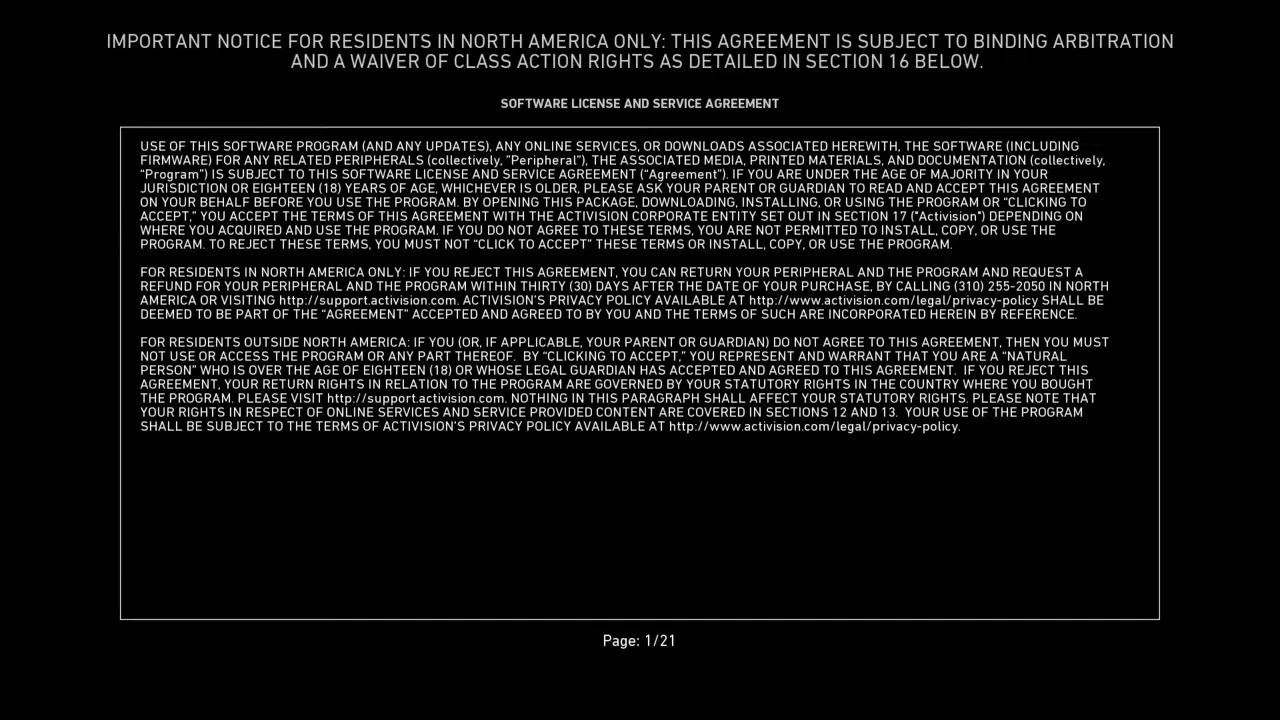 IMPORTANT NOTICE FOR RESIDENTS IN NORTH AMERICA ONLY: THIS AGREEMENT IS SUBJECT TO BINDING ARBITRATION
AND A WAIVER OF CLASS ACTION RIGHTS AS DETAILED IN SECTION 16 BELOW.
SOFTWARE LICENSE AND SERVICE AGREEMENT
USE OF THIS SOFTWARE PROGRAM (AND ANY UPDATES), ANY ONLINE SERVICES, OR DOWNLOADS ASSOCIATED HEREWITH, THE SOFTWARE (INCLUDING
FIRMWARE) FOR ANY RELATED PERIPHERALS (collectively, "Peripheral"), THE ASSOCIATED MEDIA, PRINTED MATERIALS, AND DOCUMENTATION (collectively,
"Program") IS SUBJECT TO THIS SOFTWARE LICENSE AND SERVICE AGREEMENT ("Agreement"). IF YOU ARE UNDER THE AGE OF MAJORITY IN YOUR
JURISDICTION OR EIGHTEEN (18) YEARS OF AGE, WHICHEVER IS OLDER, PLEASE ASK YOUR PARENT OR GUARDIAN TO READ AND ACCEPT THIS AGREEMENT
ON YOUR BEHALF BEFORE YOU USE THE PROGRAM. BY OPENING THIS PACKAGE, DOWNLOADING, INSTALLING, OR USING THE PROGRAM OR "CLICKING TO
ACCEPT," YOU ACCEPT THE TERMS OF THIS AGREEMENT WITH THE ACTIVISION CORPORATE ENTITY SET OUT IN SECTION 17 ("Activision") DEPENDING ON
WHERE YOU ACQUIRED AND USE THE PROGRAM. IF YOU DO NOT AGREE TO THESE TERMS, YOU ARE NOT PERMITTED TO INSTALL, COPY, OR USE THE
PROGRAM. TO REJECT THESE TERMS, YOU MUST NOT "CLICK TO ACCEPT" THESE TERMS OR INSTALL, COPY, OR USE THE PROGRAM.
FOR RESIDENTS IN NORTH AMERICA ONLY: IF YOU REJECT THIS AGREEMENT, YOU CAN RETURN YOUR PERIPHERAL AND THE PROGRAM AND REQUEST A
REFUND FOR YOUR PERIPHERAL AND THE PROGRAM WITHIN THIRTY (30) DAYS AFTER THE DATE OF YOUR PURCHASE, BY CALLING (310) 255-2050 IN NORTH
AMERICA OR VISITING http://support.activision.com. ACTIVISION'S PRIVACY POLICY AVAILABLE AT http://www.activision.com/legal/privacy-policy SHALL BE
DEEMED TO BE PART OF THE "AGREEMENT" ACCEPTED AND AGREED TO BY YOU AND THE TERMS OF SUCH ARE INCORPORATED HEREIN BY REFERENCE.
FOR RESIDENTS OUTSIDE NORTH AMERICA: IF YOU (OR, IF APPLICABLE, YOUR PARENT OR GUARDIAN) DO NOT AGREE TO THIS AGREEMENT, THEN YOU MUST
NOT USE OR ACCESS THE PROGRAM OR ANY PART THEREOF. BY "CLICKING TO ACCEPT," YOU REPRESENT AND WARRANT THAT YOU ARE A "NATURAL
PERSON" WHO IS OVER THE AGE OF EIGHTEEN (18) OR WHOSE LEGAL GUARDIAN HAS ACCEPTED AND AGREED TO THIS AGREEMENT. IF YOU REJECT THIS
AGREEMENT, YOUR RETURN RIGHTS IN RELATION TO THE PROGRAM ARE GOVERNED BY YOUR STATUTORY RIGHTS IN THE COUNTRY WHERE YOU BOUGHT
THE PROGRAM. PLEASE VISIT http://support.activision.com. NOTHING IN THIS PARAGRAPH SHALL AFFECT YOUR STATUTORY RIGHTS. PLEASE NOTE THAT
YOUR RIGHTS IN RESPECT OF ONLINE SERVICES AND SERVICE PROVIDED CONTENT ARE COVERED IN SECTIONS 12 AND 13. YOUR USE OF THE PROGRAM
SHALL BE SUBJECT TO THE TERMS OF ACTIVISION'S PRIVACY POLICY AVAILABLE AT http://www.activision.com/legal/privacy-policy.
Page: 1/21